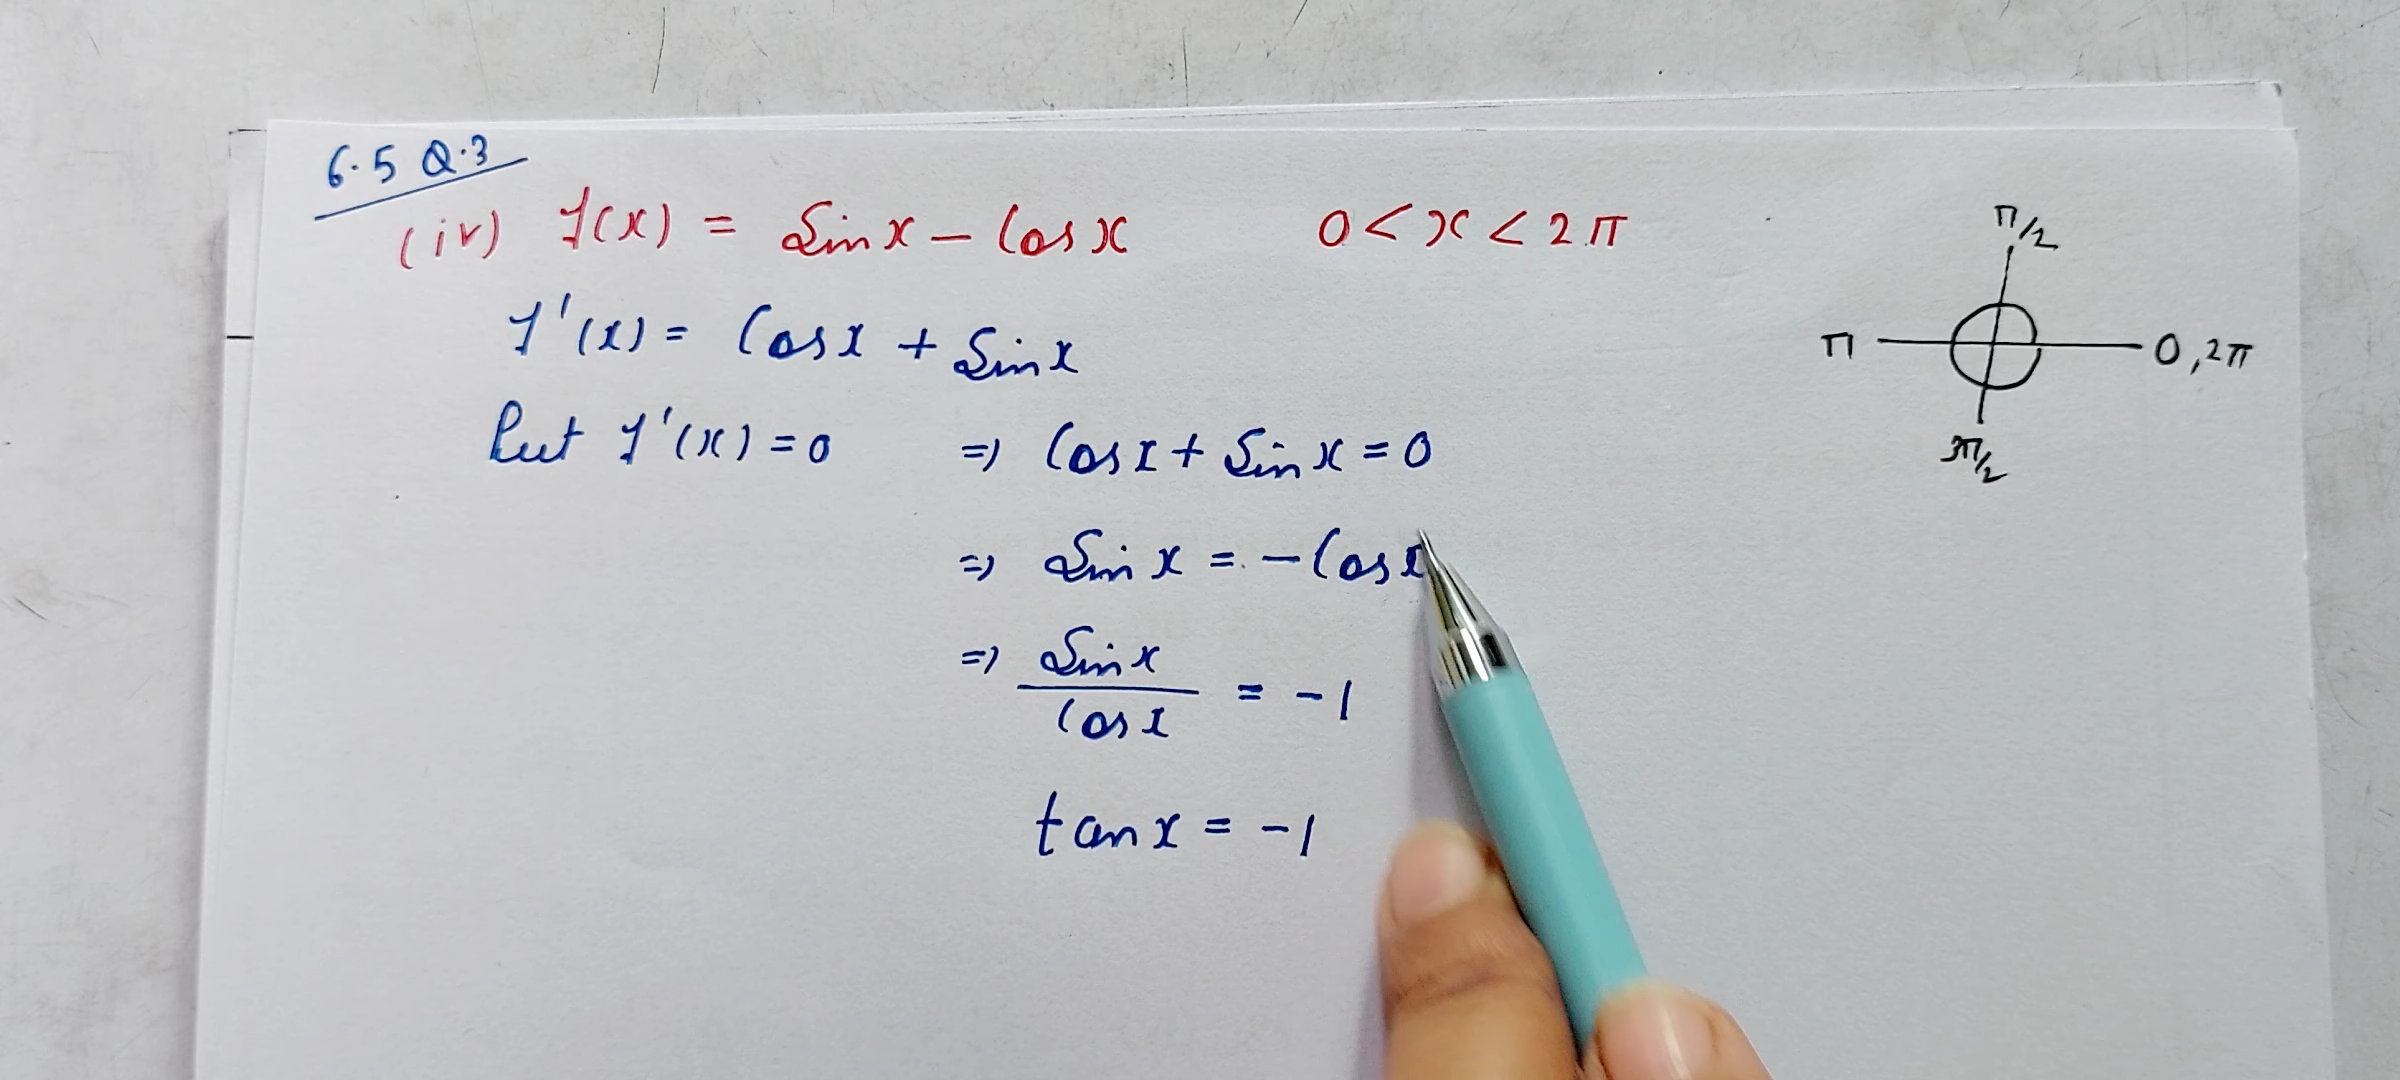 6.5 Q.3
(iv) f(x) = Sin x - Cos x 0 < x < 2π
f'(x) = Cos x + Sin x
Put f'(x) = 0 => Cos x + Sin x = 0
=> Sin x = - Cos x
=> Sin x / Cos x = -1
tan x = -1
π/2
π 0, 2π
3π/2